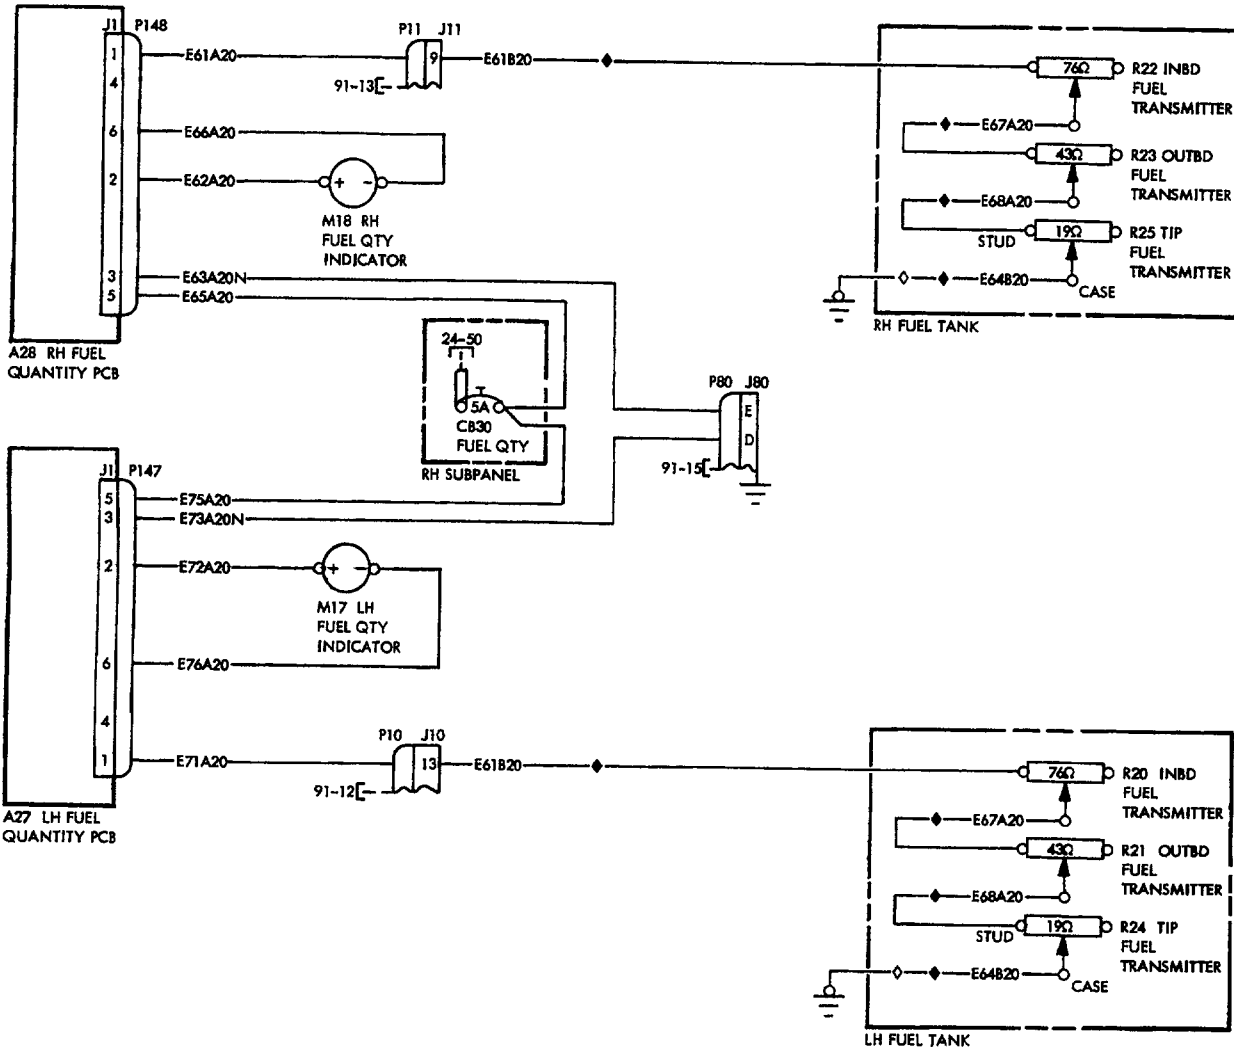 J1 P148
P11 J11
1 E61A20 9 E61B20
76Ω R22 INBD
FUEL
TRANSMITTER
4
91-13
6 E66A20
E67A20
2 E62A20 + -
43Ω R23 OUTBD
FUEL
TRANSMITTER
M18 RH
FUEL QTY
INDICATOR
E68A20
STUD 19Ω R25 TIP
FUEL
TRANSMITTER
3 E63A20N
5 E65A20
E64B20
CASE
RH FUEL TANK
A28 RH FUEL
QUANTITY PCB
24-50
5A
CB30
FUEL QTY
RH SUBPANEL
P80 J80
E
D
91-15
J1 P147
5 E75A20
3 E73A20N
2 E72A20 + -
M17 LH
FUEL QTY
INDICATOR
6 E76A20
4
P10 J10
1 E71A20 13 E61B20
91-12
76Ω R20 INBD
FUEL
TRANSMITTER
A27 LH FUEL
QUANTITY PCB
E67A20
43Ω R21 OUTBD
FUEL
TRANSMITTER
E68A20
STUD 19Ω R24 TIP
FUEL
TRANSMITTER
E64B20
CASE
LH FUEL TANK